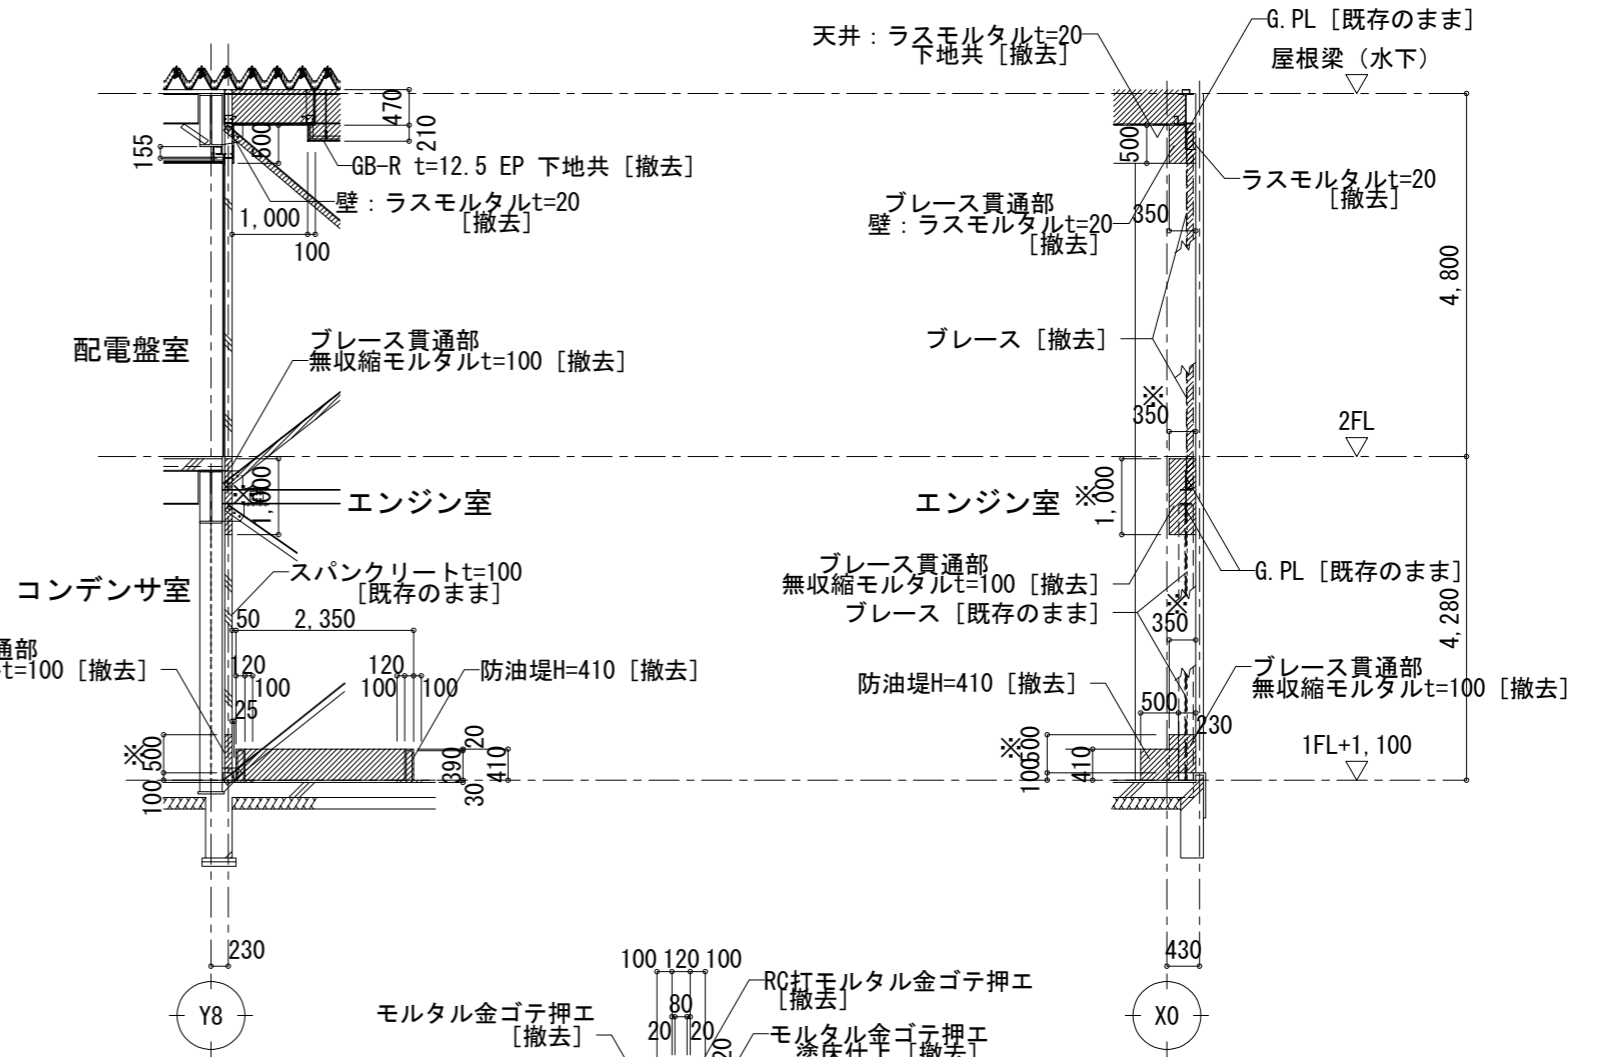 天井：ラスモルタルt=20
下地共［撤去］
G.PL［既存のまま］
屋根梁（水下）
470
210
155
500
GB-R t=12.5 EP 下地共［撤去］
壁：ラスモルタルt=20
［撤去］
1,000
100
500
ラスモルタルt=20
［撤去］
ブレース貫通部
壁：ラスモルタルt=20
［撤去］
350
4,800
配電盤室
ブレース貫通部
無収縮モルタルt=100［撤去］
ブレース［撤去］
※
350
2FL
※
1,000
エンジン室
エンジン室
※
1,000
コンデンサ室
スパンクリートt=100
［既存のまま］
ブレース貫通部
無収縮モルタルt=100［撤去］
ブレース［既存のまま］
G.PL［既存のまま］
※
350
4,280
50
2,350
通部
t=100［撤去］
120
100
120
100
100
25
防油堤H=410［撤去］
防油堤H=410［撤去］
ブレース貫通部
無収縮モルタルt=100［撤去］
500
230
※
500
100
20
390
30
410
※
500
100
410
1FL+1,100
230
430
Y8
X0
100
120
100
80
20
20
20
RC打モルタル金ゴテ押エ
［撤去］
モルタル金ゴテ押エ
［撤去］
モルタル金ゴテ押エ
塗床仕上［撤去］